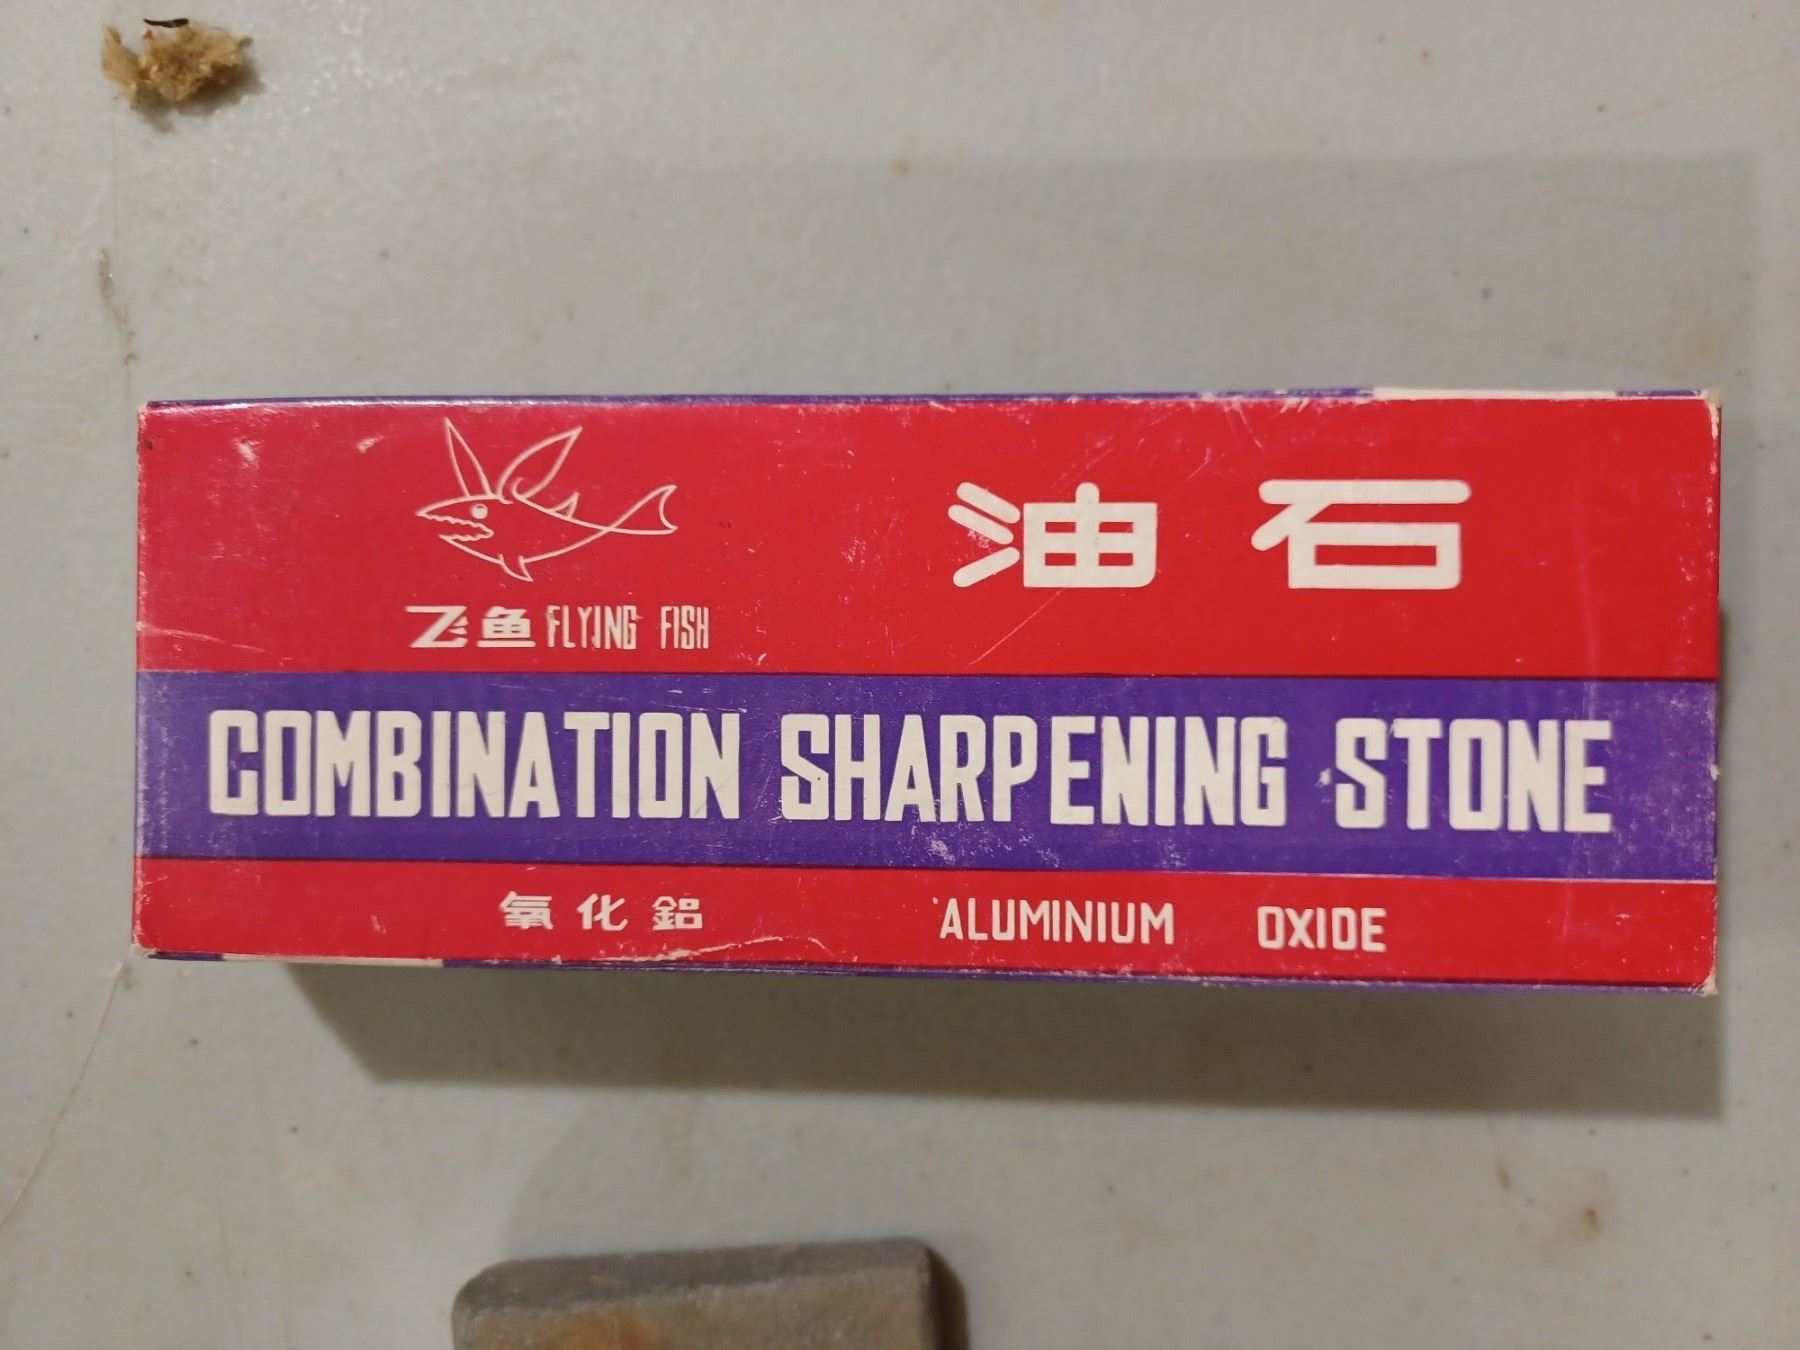 油石
飞鱼 FLYING FISH
COMBINATION SHARPENING STONE
氧化鋁 ALUMINIUM OXIDE